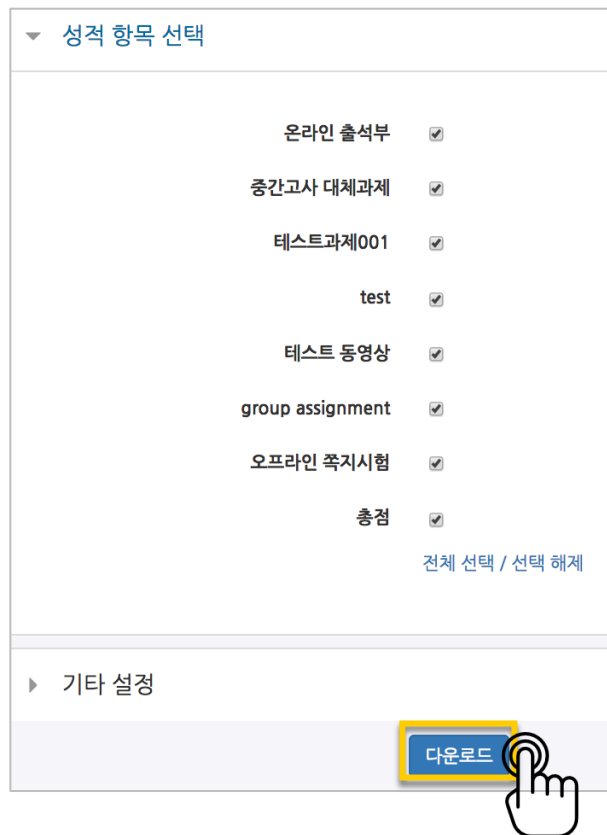 성적 항목 선택
온라인 출석부
중간고사 대체과제
테스트과제001
test
테스트 동영상
group assignment
오프라인 쪽지시험
총점
전체 선택 / 선택 해제
기타 설정
다운로드